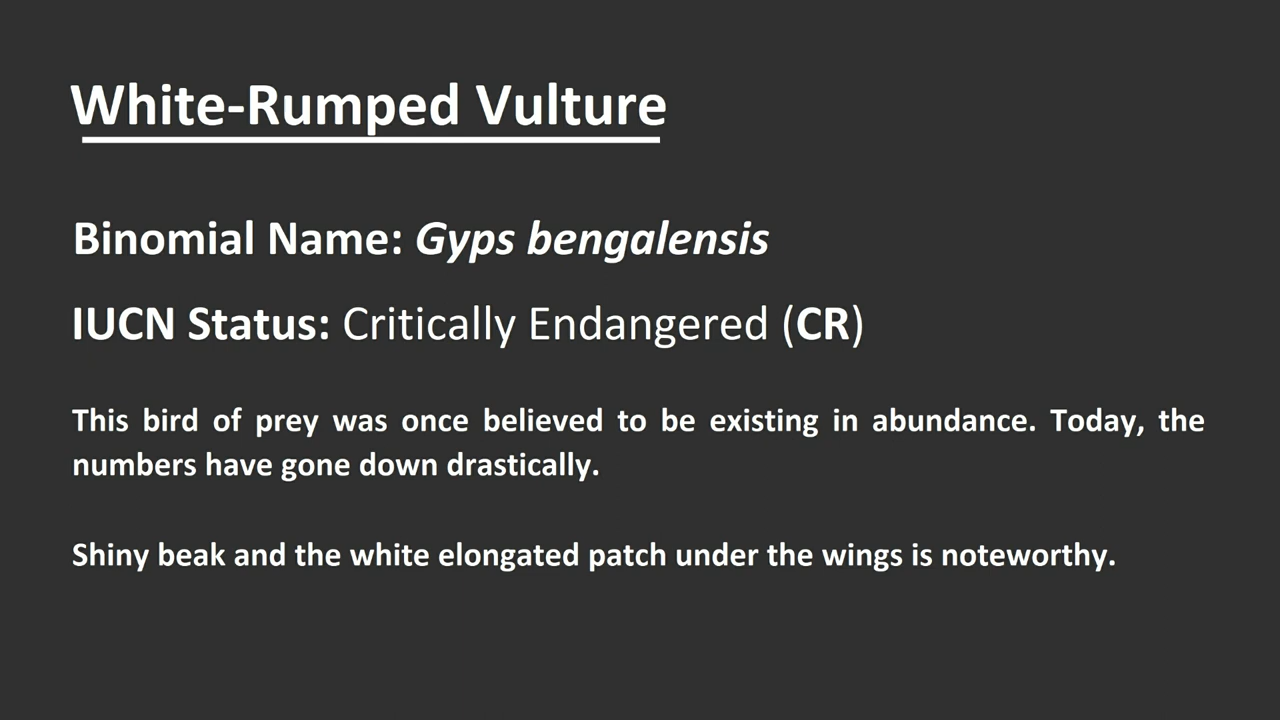 White-Rumped Vulture
Binomial Name: Gyps bengalensis
IUCN Status: Critically Endangered (CR)
This bird of prey was once believed to be existing in abundance. Today, the
numbers have gone down drastically.
Shiny beak and the white elongated patch under the wings is noteworthy.